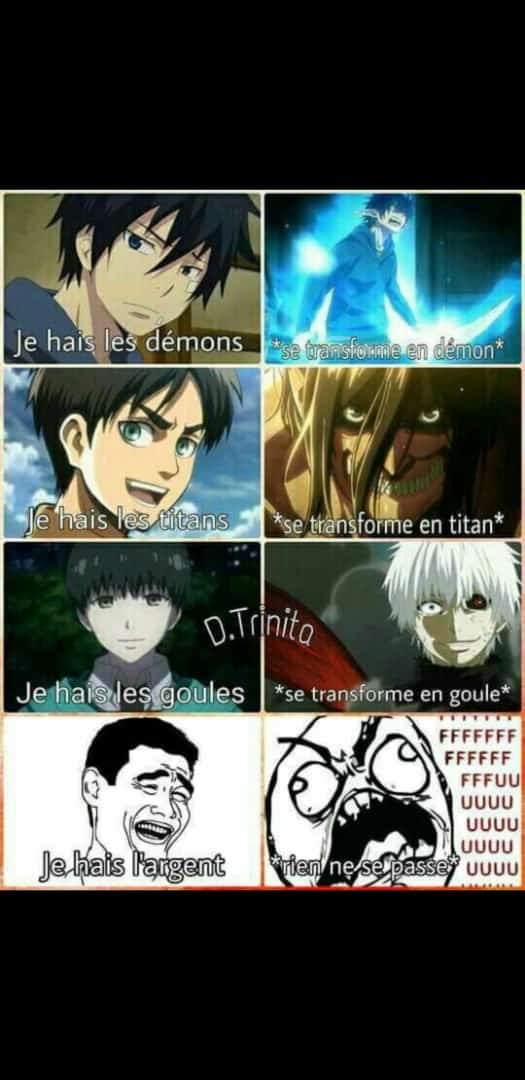 Je hais les démons
*se transforme en démon*
Je hais les titans
*se transforme en titan*
D.Trinita
Je hais les goules
*se transforme en goule*
Je hais l'argent
*rien ne se passe*
FFFFFFF
FFFFFF
FFFUU
UUUU
UUUU
UUUU
UUUU